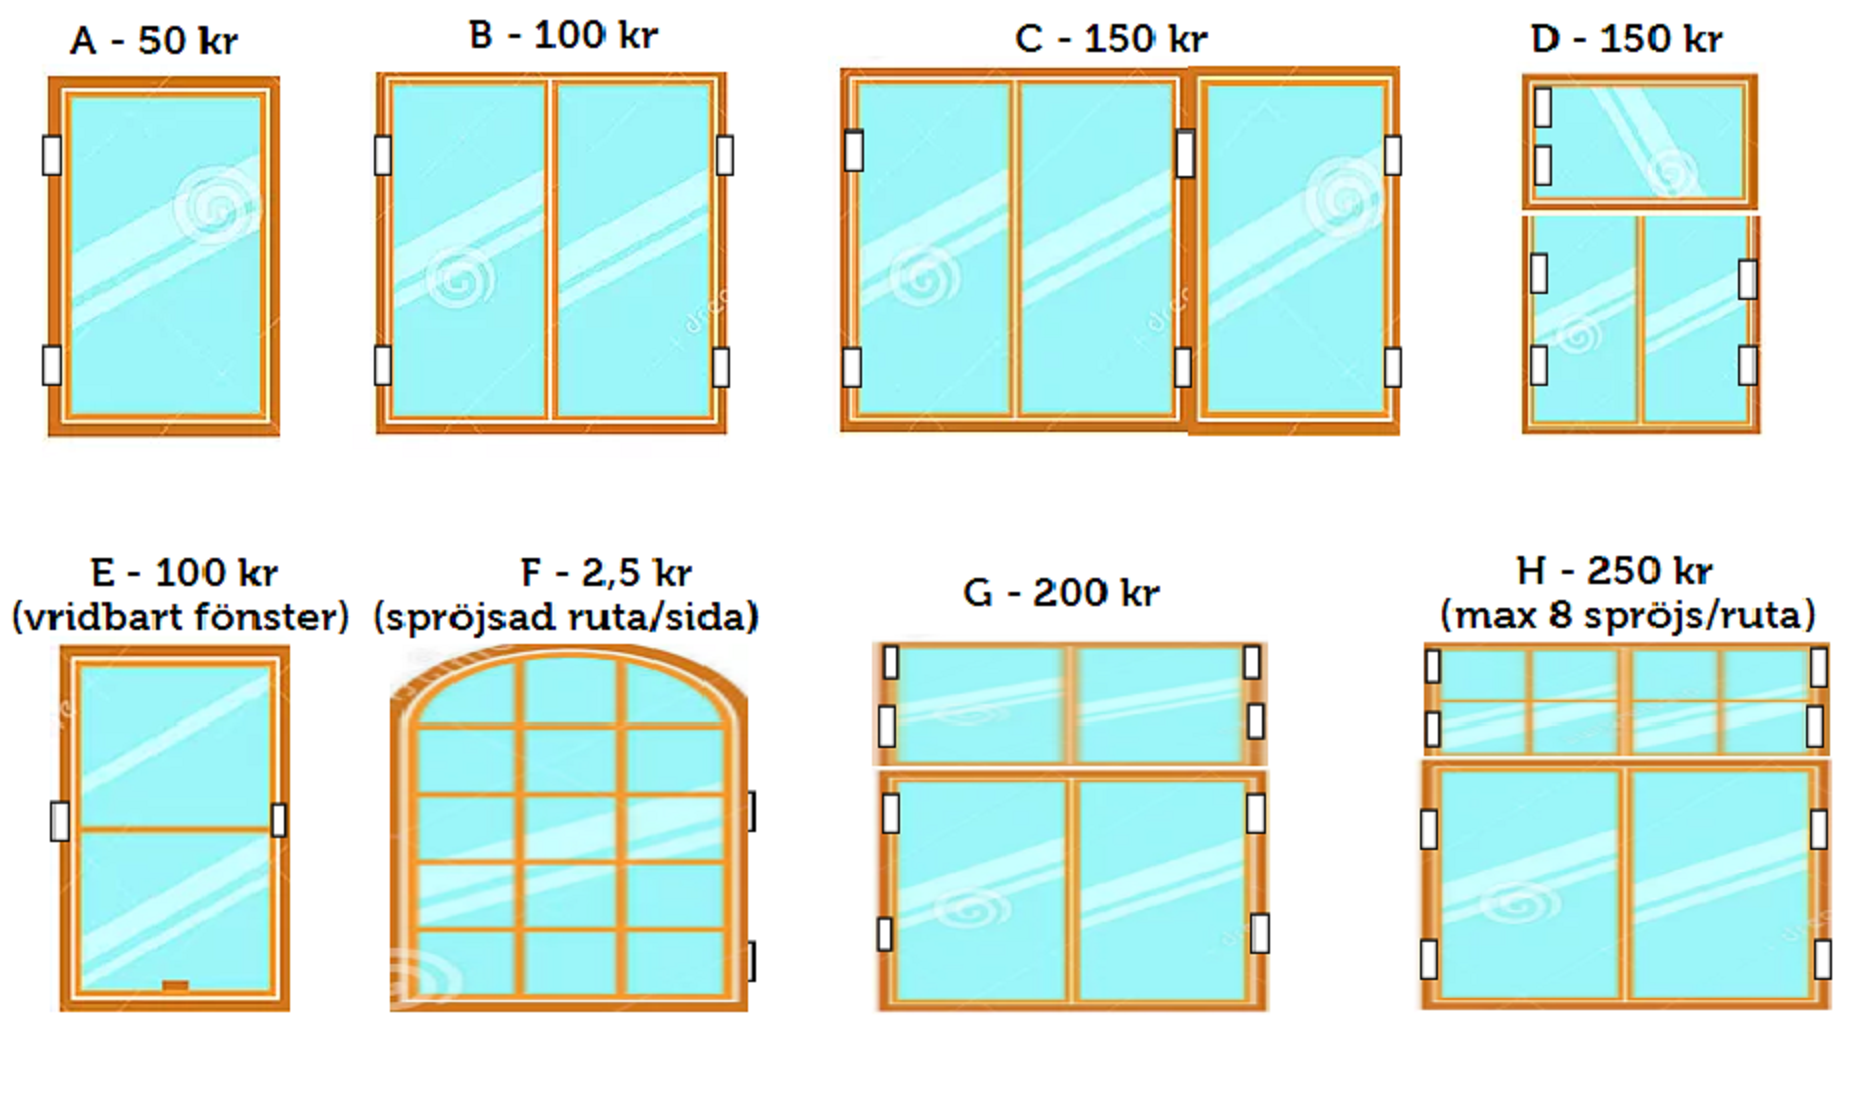 A - 50 kr
B - 100 kr
C - 150 kr
D - 150 kr
E - 100 kr
(vridbart fönster)
F - 2,5 kr
(spröjsad ruta/sida)
G - 200 kr
H - 250 kr
(max 8 spröjs/ruta)